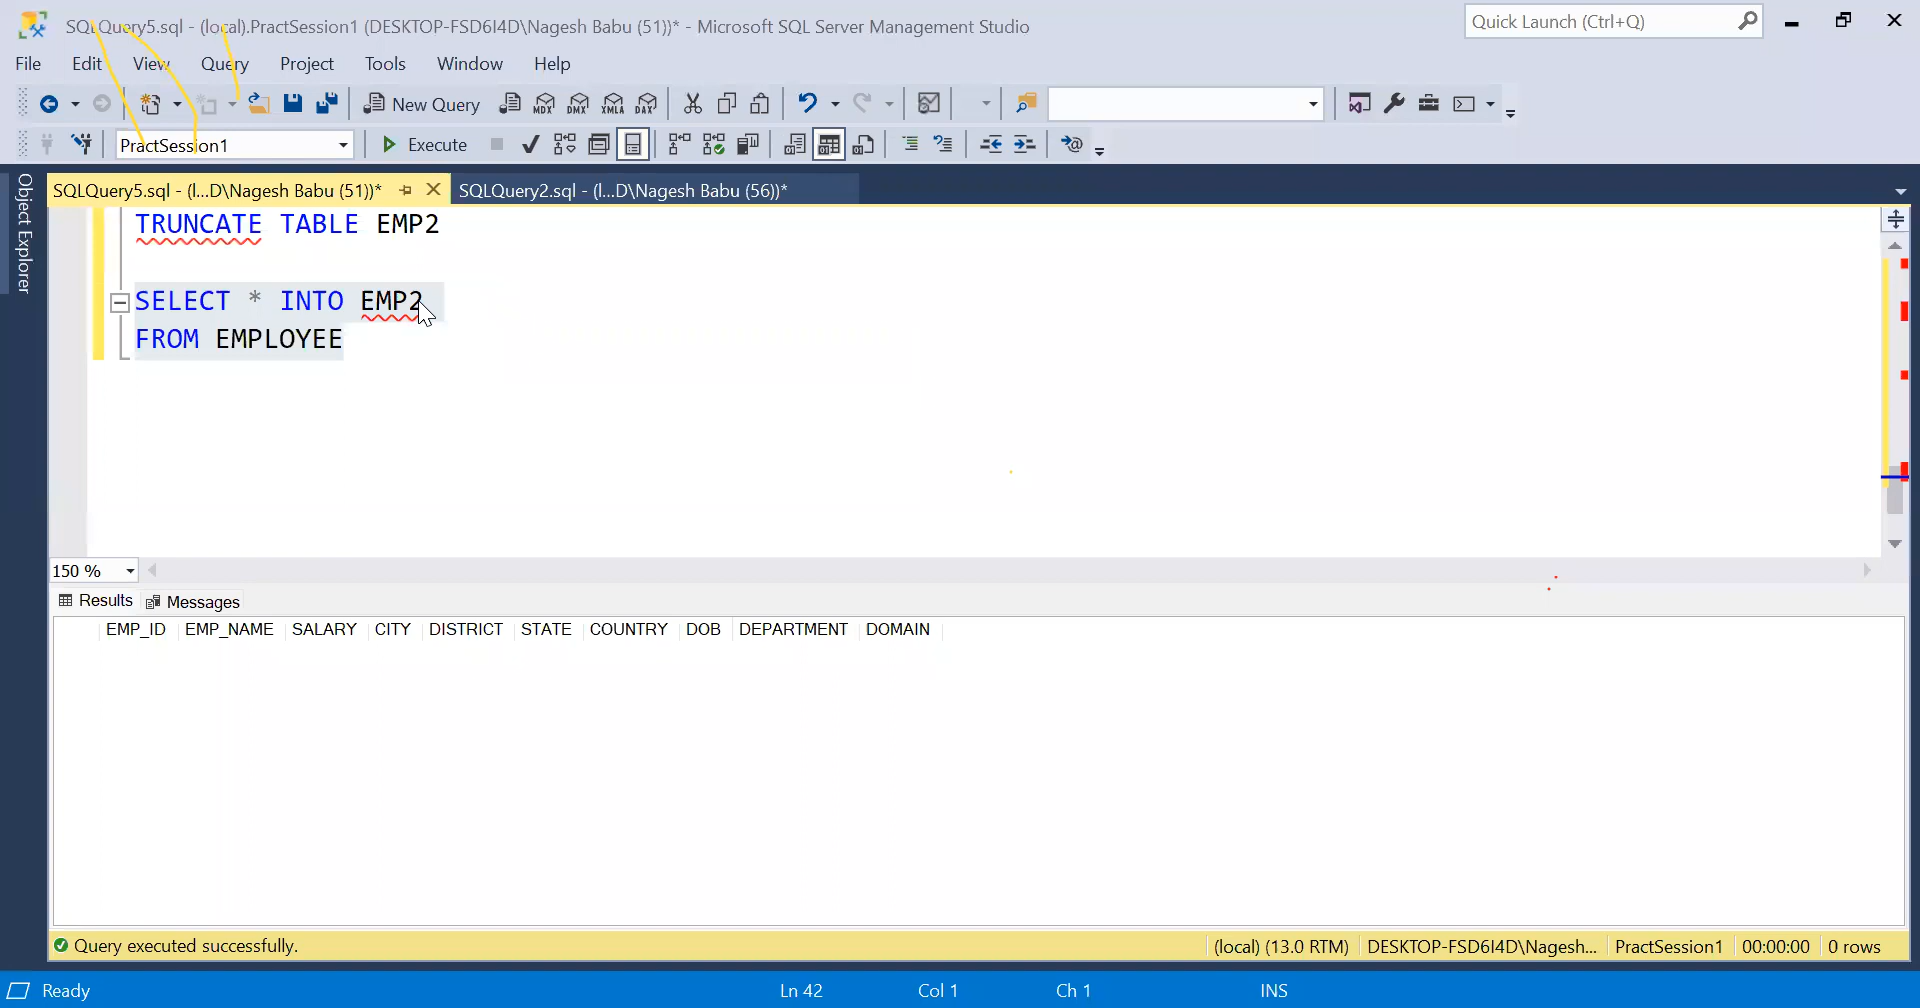 SQLQuery5.sql - (local).PractSession1 (DESKTOP-FSD6I4D\Nagesh Babu (51))* - Microsoft SQL Server Management Studio
Quick Launch (Ctrl+Q)
File Edit View Query Project Tools Window Help
New Query MDX DMX XMLA DAX
PractSession1 Execute
Object Explorer
SQLQuery5.sql - (l...D\Nagesh Babu (51))* SQLQuery2.sql - (l...D\Nagesh Babu (56))*
TRUNCATE TABLE EMP2
SELECT * INTO EMP2
FROM EMPLOYEE
150 %
Results Messages
EMP_ID EMP_NAME SALARY CITY DISTRICT STATE COUNTRY DOB DEPARTMENT DOMAIN
Query executed successfully. (local) (13.0 RTM) DESKTOP-FSD6I4D\Nagesh... PractSession1 00:00:00 0 rows
Ready Ln 42 Col 1 Ch 1 INS